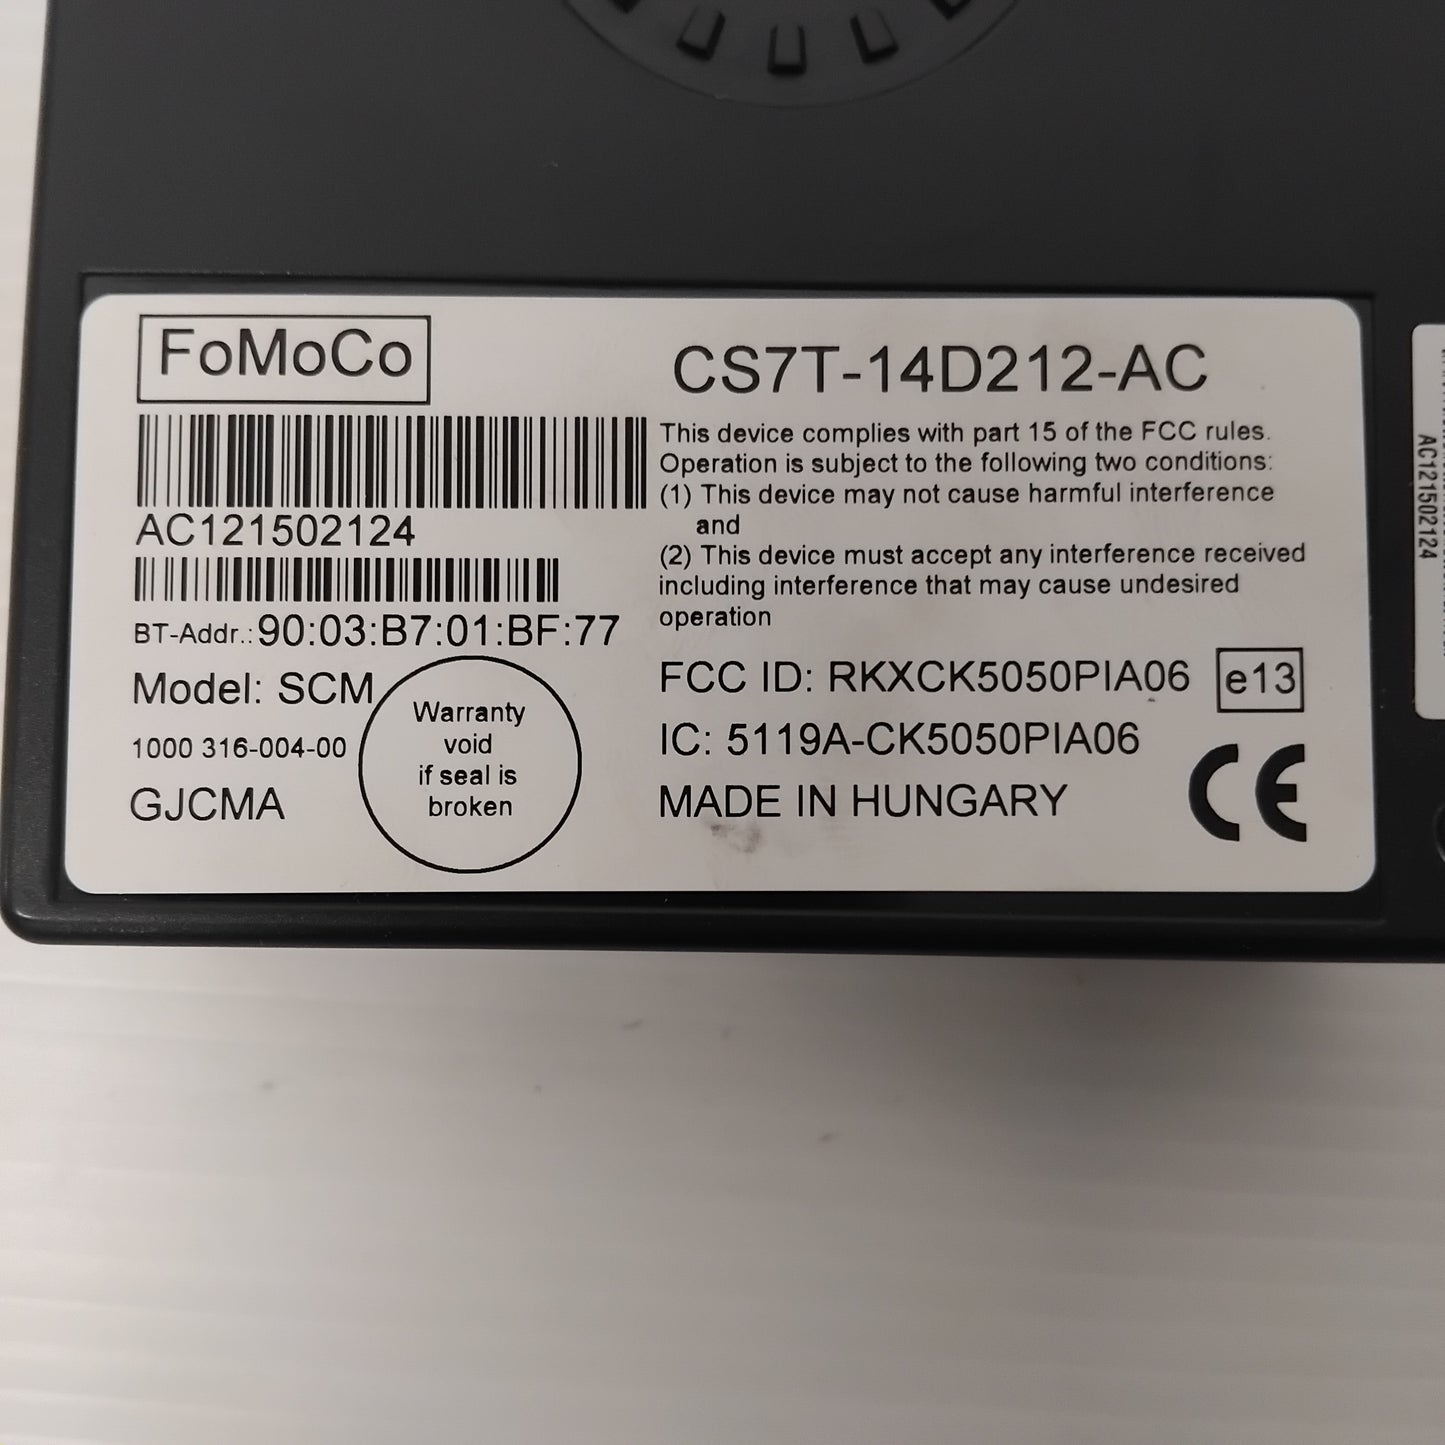 FoMoCo
CS7T-14D212-AC
AC121502124
BT-Addr.: 90:03:B7:01:BF:77
Model: SCM
1000 316-004-00
GJCMA
Warranty
void
if seal is
broken
This device complies with part 15 of the FCC rules.
Operation is subject to the following two conditions:
(1) This device may not cause harmful interference
and
(2) This device must accept any interference received
including interference that may cause undesired
operation
FCC ID: RKXCK5050PIA06
e13
IC: 5119A-CK5050PIA06
MADE IN HUNGARY
CE
AC121502124